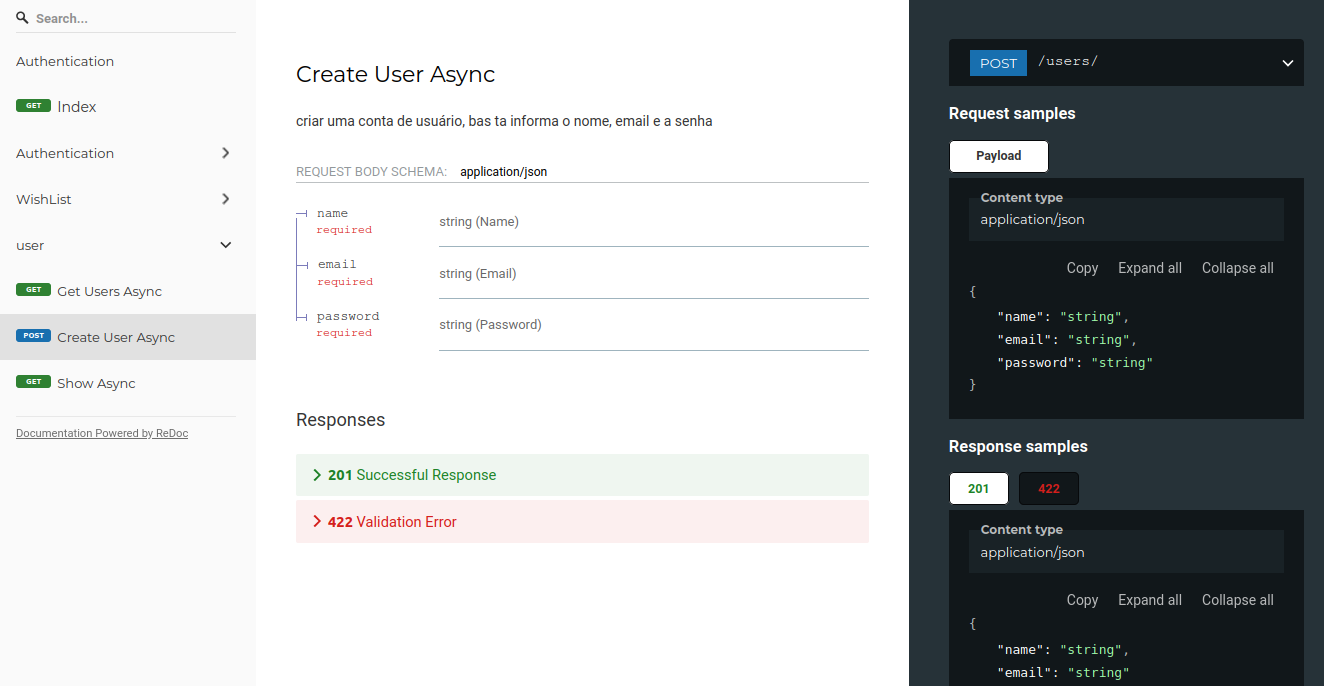 Search...
Authentication
GET Index
Authentication
WishList
user
GET Get Users Async
POST Create User Async
GET Show Async
Documentation Powered by ReDoc
Create User Async
criar uma conta de usuário, bas ta informa o nome, email e a senha
REQUEST BODY SCHEMA: application/json
name
required
string (Name)
email
required
string (Email)
password
required
string (Password)
Responses
201 Successful Response
422 Validation Error
POST /users/
Request samples
Payload
Content type
application/json
Copy Expand all Collapse all
{
"name": "string",
"email": "string",
"password": "string"
}
Response samples
201 422
Content type
application/json
Copy Expand all Collapse all
{
"name": "string",
"email": "string"